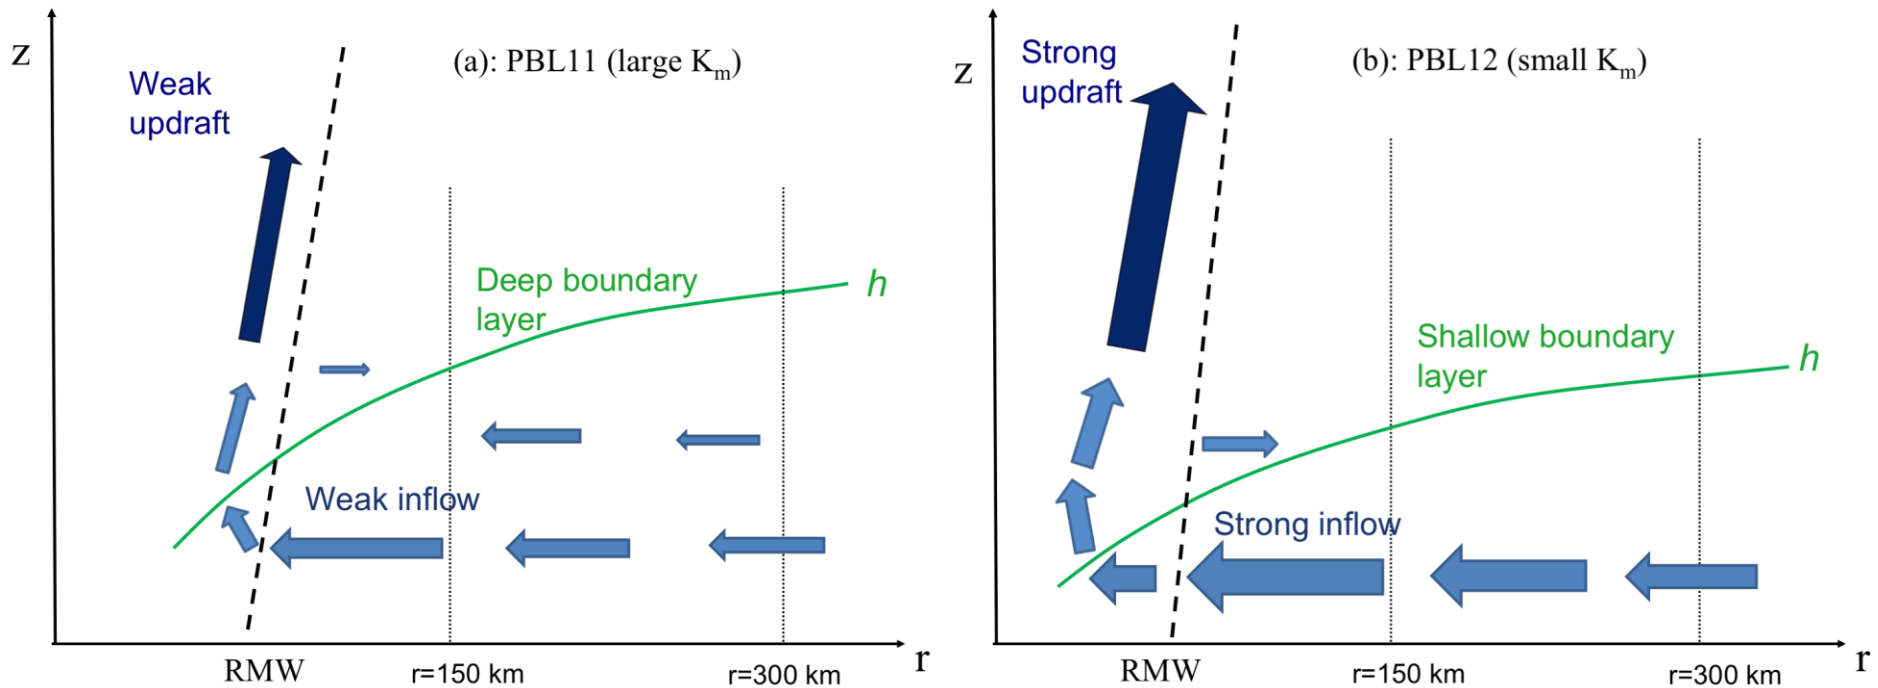 z
(a): PBL11 (large Km)
Weak
updraft
Deep boundary
layer
h
Weak inflow
RMW
r=150 km
r=300 km
r
z
Strong
updraft
(b): PBL12 (small Km)
Shallow boundary
layer
h
Strong inflow
RMW
r=150 km
r=300 km
r